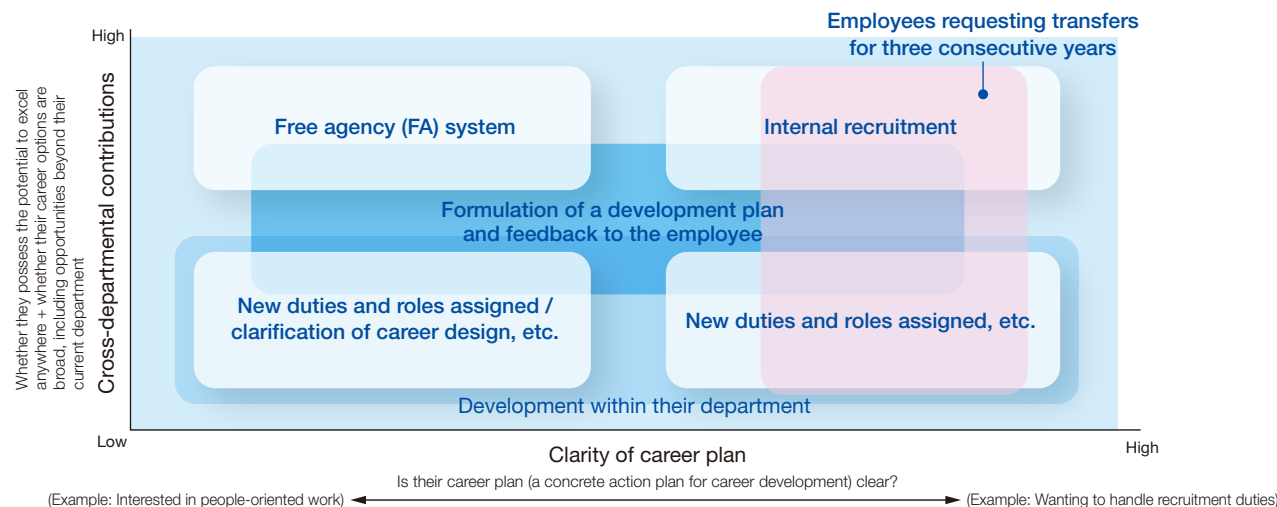 Employees requesting transfers
for three consecutive years
High
Whether they possess the potential to excel
anywhere + whether their career options are
broad, including opportunities beyond their
current department
Cross-departmental contributions
Free agency (FA) system
Internal recruitment
Formulation of a development plan
and feedback to the employee
New duties and roles assigned /
clarification of career design, etc.
New duties and roles assigned, etc.
Development within their department
Low
Clarity of career plan
High
Is their career plan (a concrete action plan for career development) clear?
(Example: Interested in people-oriented work)
(Example: Wanting to handle recruitment duties)